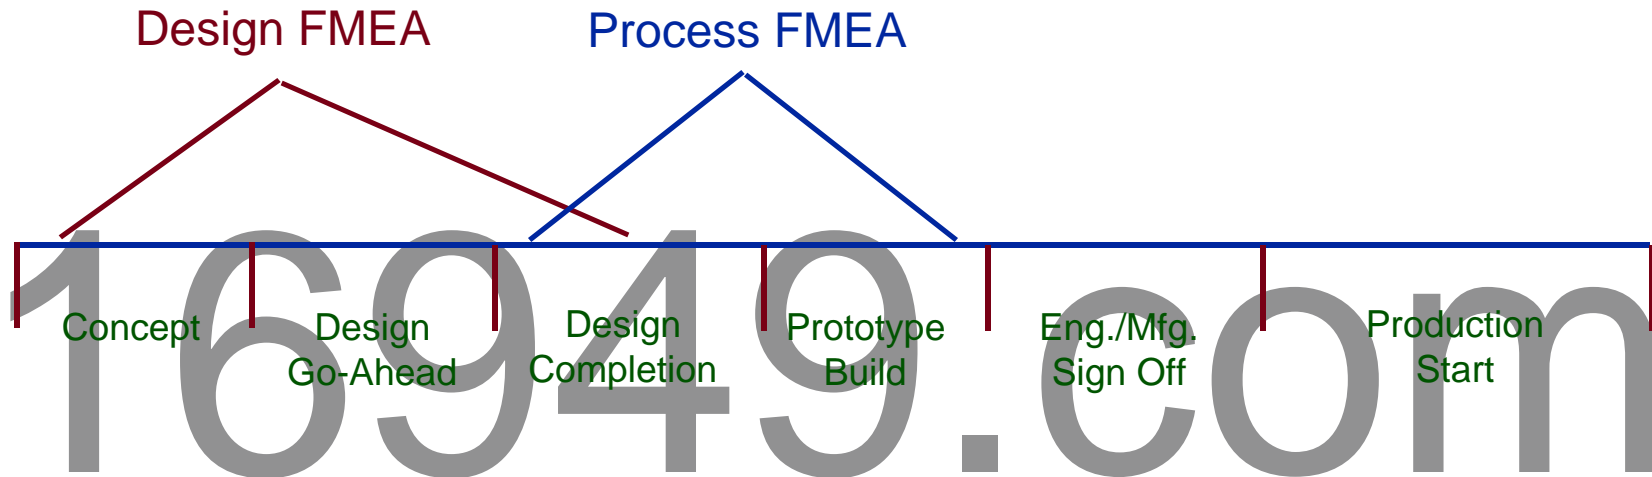 Design FMEA
Process FMEA
Concept
Design
Go-Ahead
Design
Completion
Prototype
Build
Eng./Mfg.
Sign Off
Production
Start
16949.com